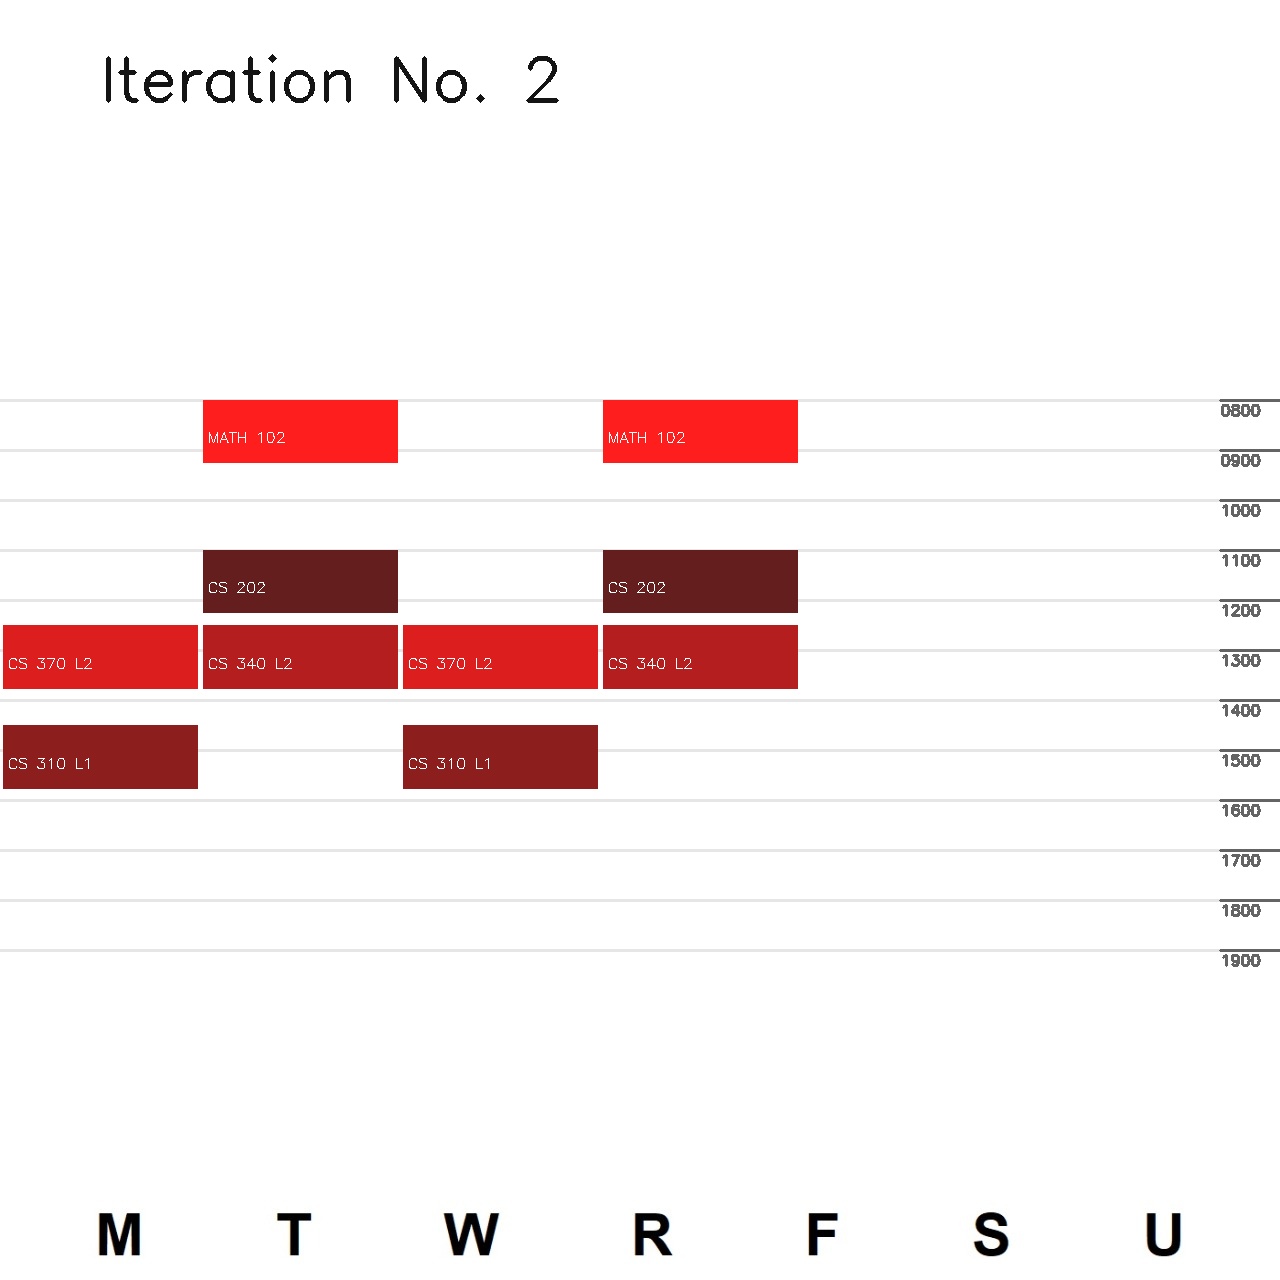 Iteration No. 2
0800
MATH 102 MATH 102
0900
1000
1100
CS 202 CS 202
1200
CS 370 L2 CS 340 L2 CS 370 L2 CS 340 L2
1300
1400
CS 310 L1 CS 310 L1
1500
1600
1700
1800
1900
M T W R F S U